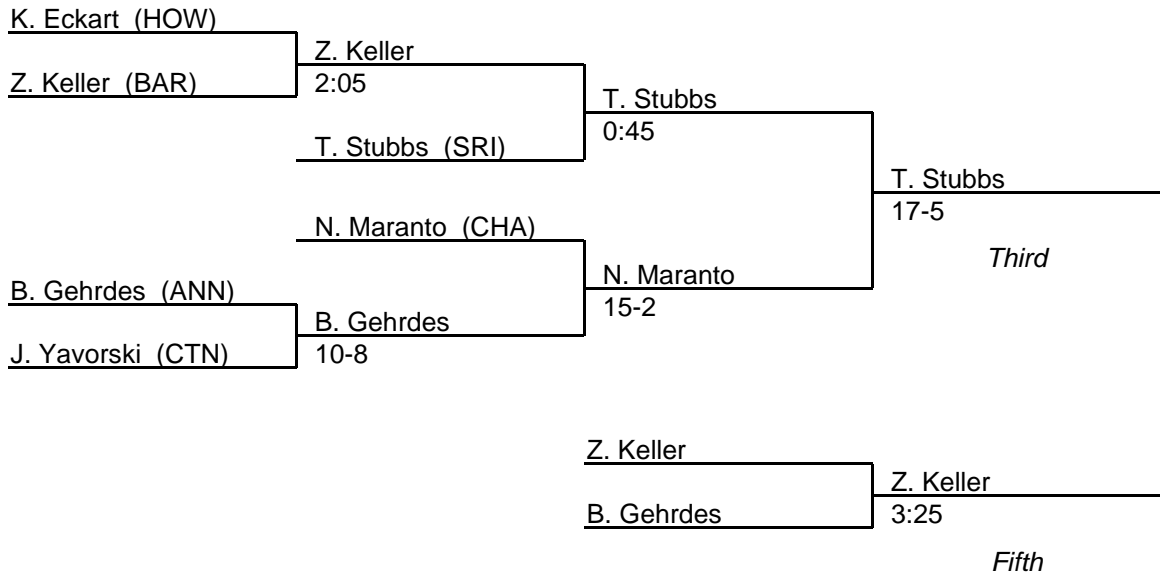 K. Eckart (HOW)
Z. Keller
Z. Keller (BAR)
2:05
T. Stubbs
0:45
T. Stubbs (SRI)
T. Stubbs
17-5
N. Maranto (CHA)
Third
N. Maranto
B. Gehrdes (ANN)
15-2
B. Gehrdes
J. Yavorski (CTN)
10-8
Z. Keller
Z. Keller
B. Gehrdes
3:25
Fifth